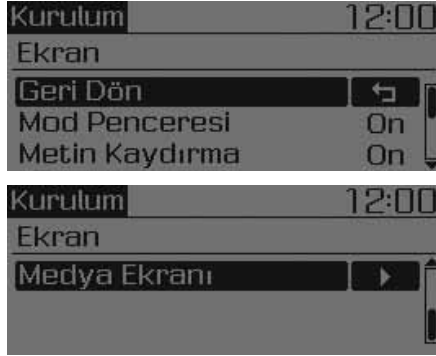 Kurulum 12:00
Ekran
Geri Dön
Mod Penceresi On
Metin Kaydırma On
Kurulum 12:00
Ekran
Medya Ekranı